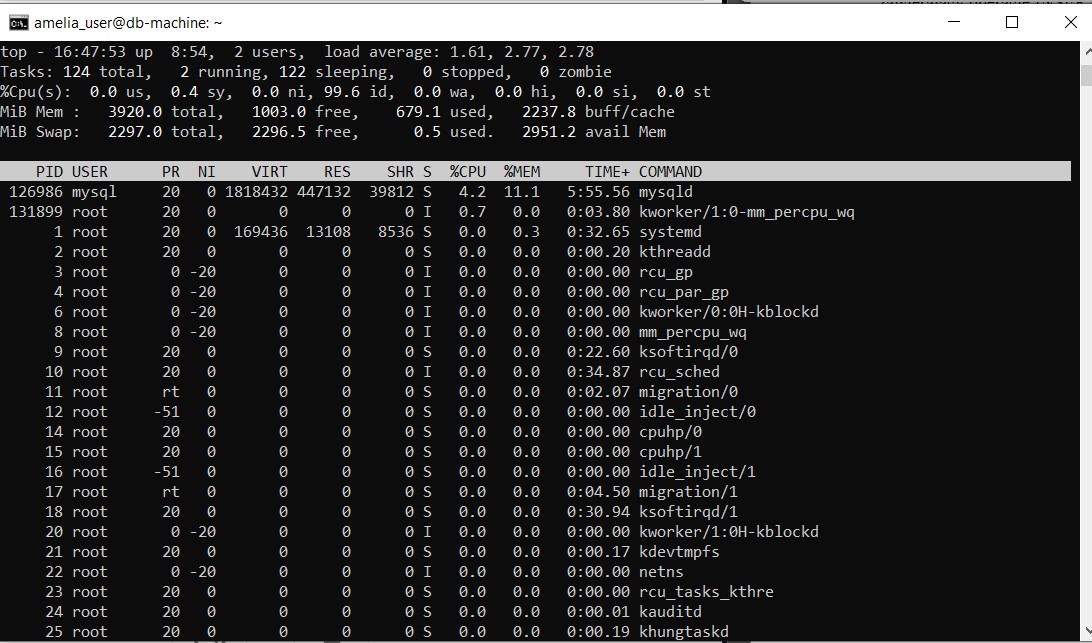 amelia_user@db-machine: ~
top - 16:47:53 up  8:54,  2 users,  load average: 1.61, 2.77, 2.78
Tasks: 124 total,   2 running, 122 sleeping,   0 stopped,   0 zombie
%Cpu(s):  0.0 us,  0.4 sy,  0.0 ni, 99.6 id,  0.0 wa,  0.0 hi,  0.0 si,  0.0 st
MiB Mem :   3920.0 total,   1003.0 free,    679.1 used,   2237.8 buff/cache
MiB Swap:   2297.0 total,   2296.5 free,      0.5 used.   2951.2 avail Mem
PID USER      PR  NI    VIRT    RES    SHR S  %CPU  %MEM     TIME+ COMMAND
126986 mysql     20   0 1818432 447132  39812 S   4.2  11.1   5:55.56 mysqld
131899 root      20   0       0      0      0 I   0.7   0.0   0:03.80 kworker/1:0-mm_percpu_wq
1 root      20   0  169436  13108   8536 S   0.0   0.3   0:32.65 systemd
2 root      20   0       0      0      0 S   0.0   0.0   0:00.20 kthreadd
3 root       0 -20       0      0      0 I   0.0   0.0   0:00.00 rcu_gp
4 root       0 -20       0      0      0 I   0.0   0.0   0:00.00 rcu_par_gp
6 root       0 -20       0      0      0 I   0.0   0.0   0:00.00 kworker/0:0H-kblockd
8 root       0 -20       0      0      0 I   0.0   0.0   0:00.00 mm_percpu_wq
9 root      20   0       0      0      0 S   0.0   0.0   0:22.60 ksoftirqd/0
10 root      20   0       0      0      0 I   0.0   0.0   0:34.87 rcu_sched
11 root      rt   0       0      0      0 S   0.0   0.0   0:02.07 migration/0
12 root     -51   0       0      0      0 S   0.0   0.0   0:00.00 idle_inject/0
14 root      20   0       0      0      0 S   0.0   0.0   0:00.00 cpuhp/0
15 root      20   0       0      0      0 S   0.0   0.0   0:00.00 cpuhp/1
16 root     -51   0       0      0      0 S   0.0   0.0   0:00.00 idle_inject/1
17 root      rt   0       0      0      0 S   0.0   0.0   0:04.50 migration/1
18 root      20   0       0      0      0 S   0.0   0.0   0:30.94 ksoftirqd/1
20 root       0 -20       0      0      0 I   0.0   0.0   0:00.00 kworker/1:0H-kblockd
21 root      20   0       0      0      0 S   0.0   0.0   0:00.17 kdevtmpfs
22 root       0 -20       0      0      0 I   0.0   0.0   0:00.00 netns
23 root      20   0       0      0      0 S   0.0   0.0   0:00.00 rcu_tasks_kthre
24 root      20   0       0      0      0 S   0.0   0.0   0:00.01 kauditd
25 root      20   0       0      0      0 S   0.0   0.0   0:00.19 khungtaskd